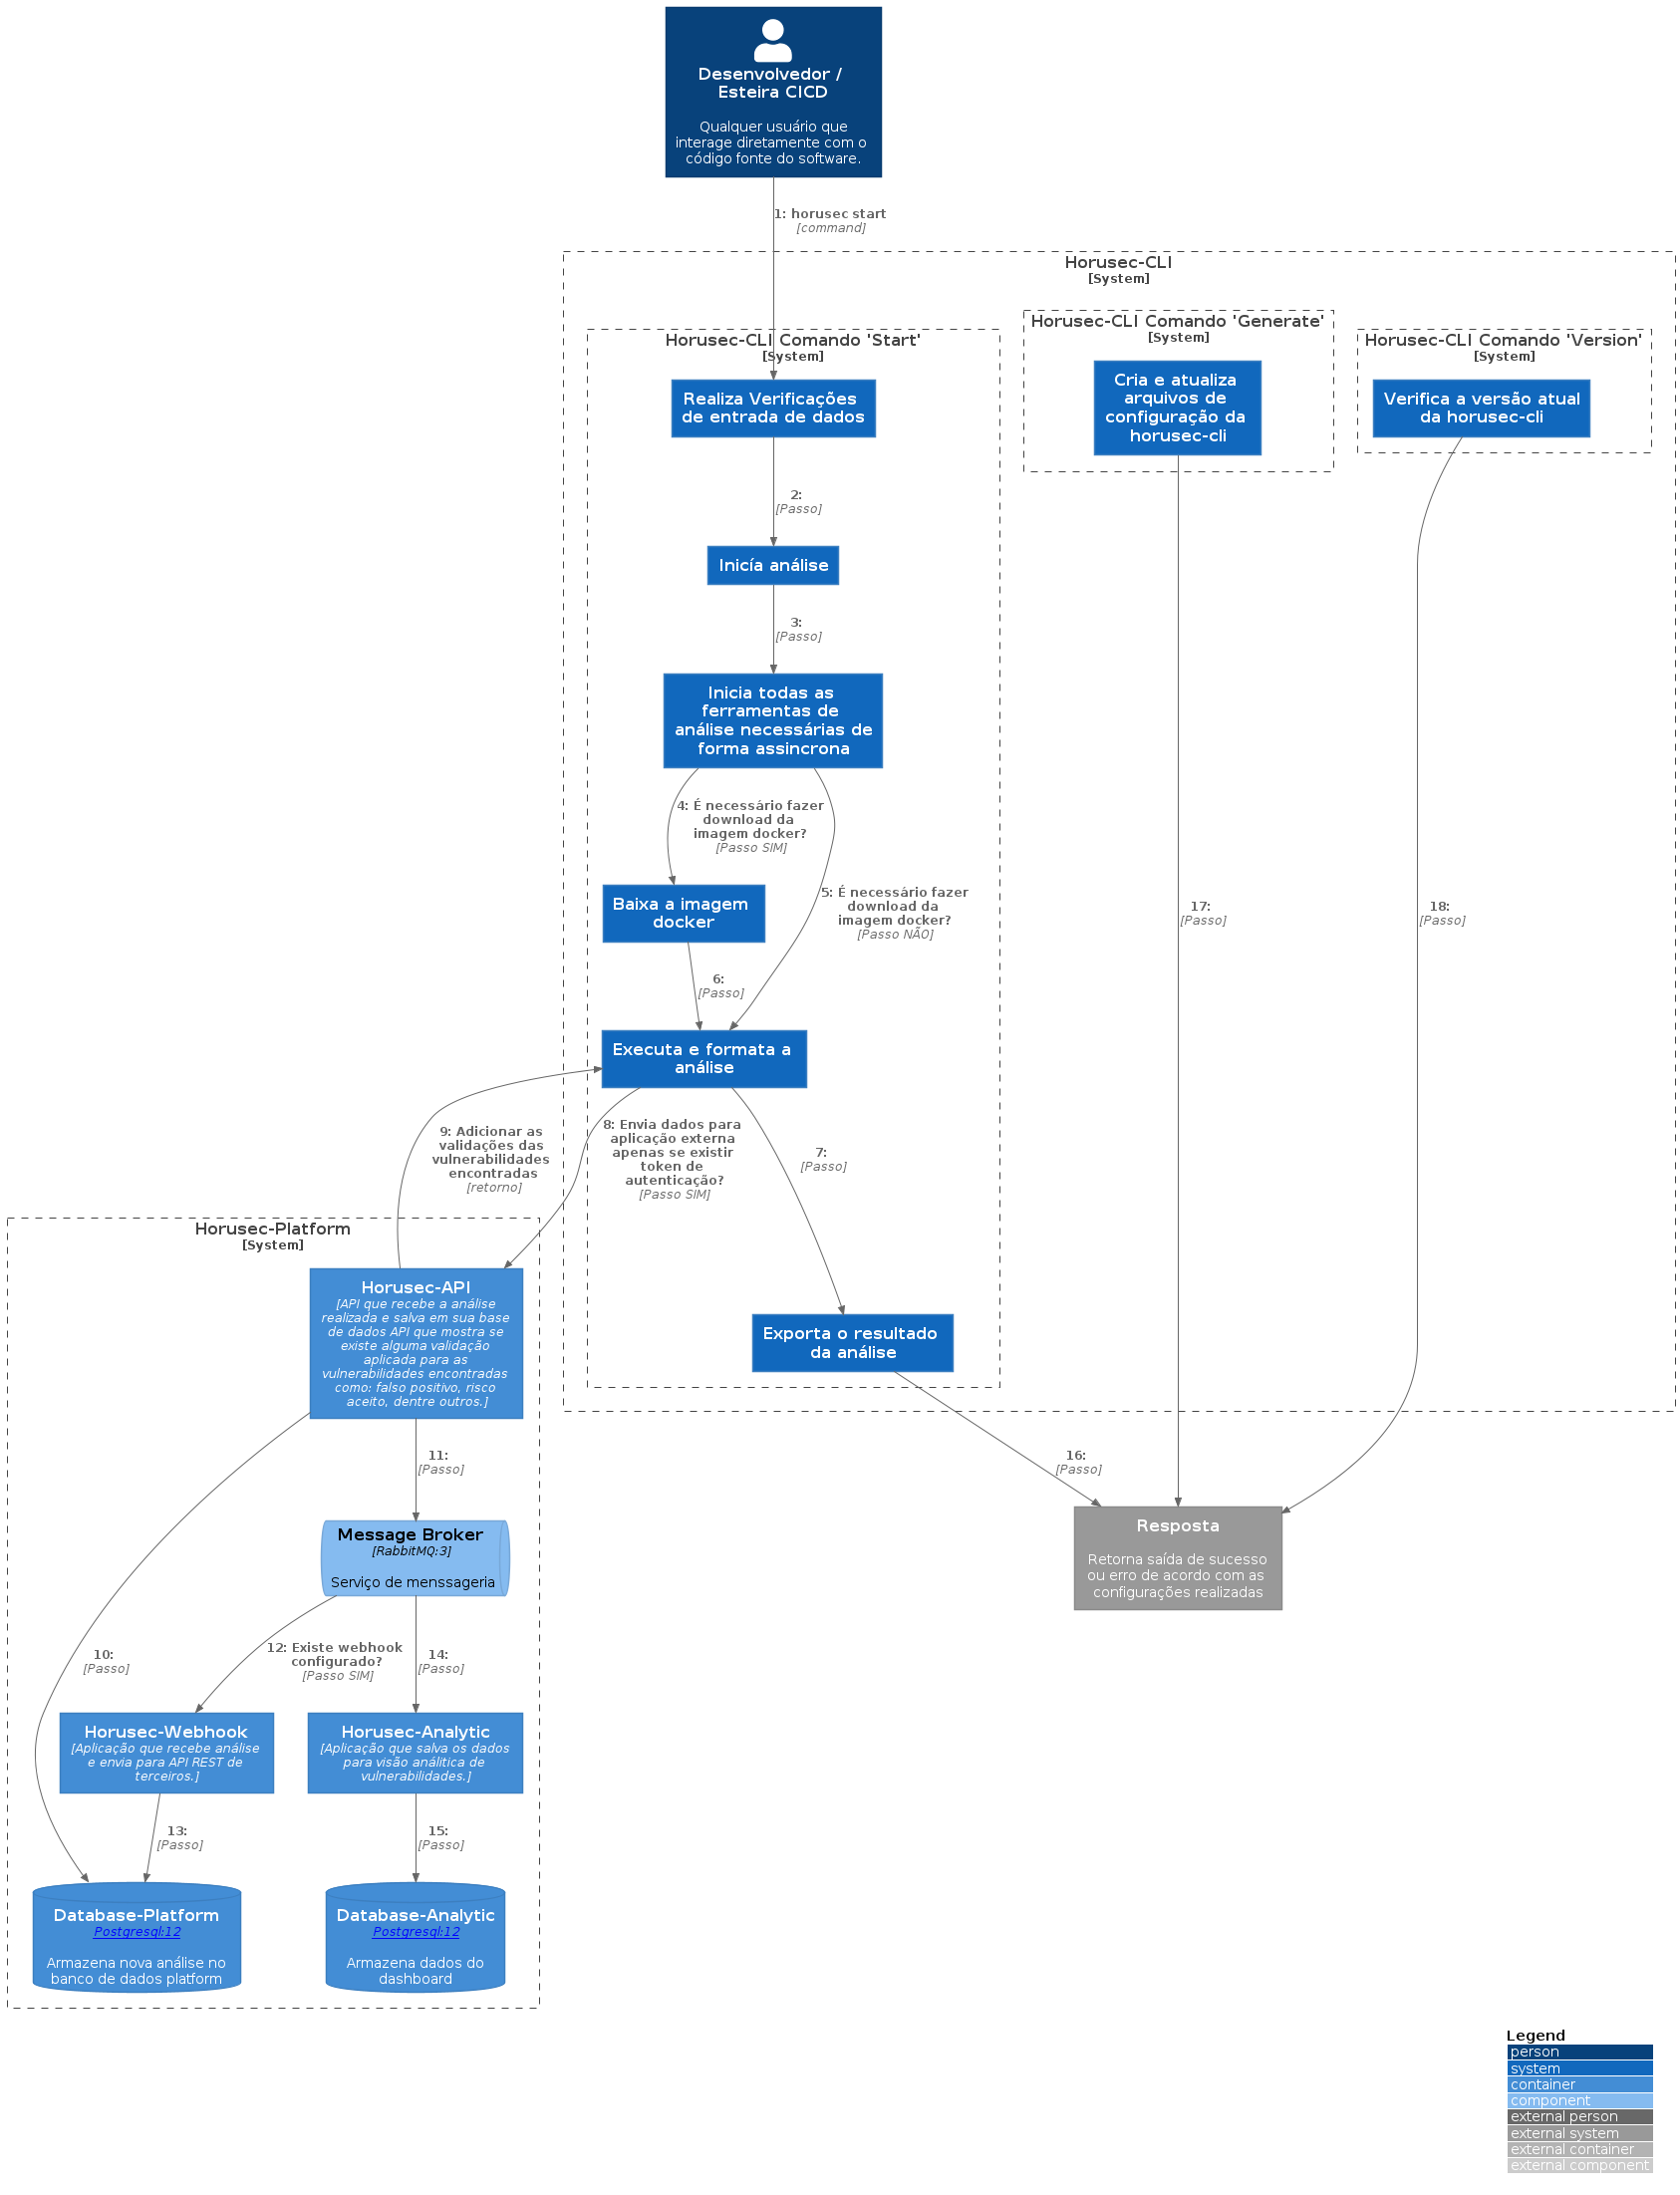 Desenvolvedor /
Esteira CICD
Qualquer usuário que
interage diretamente com o
código fonte do software.
1: horusec start
[command]
Horusec-CLI
[System]
Horusec-CLI Comando 'Start'
[System]
Realiza Verificações
de entrada de dados
2:
[Passo]
Inicía análise
3:
[Passo]
Inicia todas as
ferramentas de
análise necessárias de
forma assincrona
4: É necessário fazer
download da
imagem docker?
[Passo SIM]
5: É necessário fazer
download da
imagem docker?
[Passo NÃO]
Baixa a imagem
docker
6:
[Passo]
Executa e formata a
análise
7:
[Passo]
8: Envia dados para
aplicação externa
apenas se existir
token de
autenticação?
[Passo SIM]
9: Adicionar as
validações das
vulnerabilidades
encontradas
[retorno]
Exporta o resultado
da análise
16:
[Passo]
Horusec-CLI Comando 'Generate'
[System]
Cria e atualiza
arquivos de
configuração da
horusec-cli
17:
[Passo]
Horusec-CLI Comando 'Version'
[System]
Verifica a versão atual
da horusec-cli
18:
[Passo]
Resposta
Retorna saída de sucesso
ou erro de acordo com as
configurações realizadas
Horusec-Platform
[System]
Horusec-API
[API que recebe a análise
realizada e salva em sua base
de dados API que mostra se
existe alguma validação
aplicada para as
vulnerabilidades encontradas
como: falso positivo, risco
aceito, dentre outros.]
10:
[Passo]
11:
[Passo]
Message Broker
[RabbitMQ:3]
Serviço de menssageria
12: Existe webhook
configurado?
[Passo SIM]
14:
[Passo]
Horusec-Webhook
[Aplicação que recebe análise
e envia para API REST de
terceiros.]
Horusec-Analytic
[Aplicação que salva os dados
para visão análitica de
vulnerabilidades.]
13:
[Passo]
15:
[Passo]
Database-Platform
Postgresql:12
Armazena nova análise no
banco de dados platform
Database-Analytic
Postgresql:12
Armazena dados do
dashboard
Legend
person
system
container
component
external person
external system
external container
external component